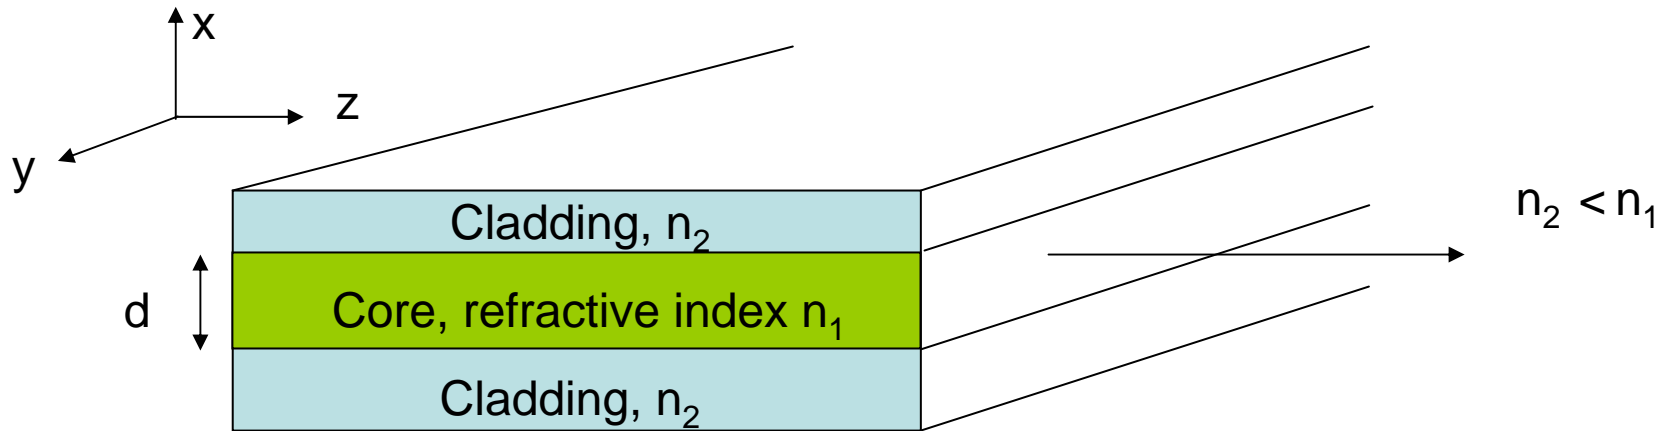 x
z
y
Cladding, n₂
n₂ < n₁
d
Core, refractive index n₁
Cladding, n₂